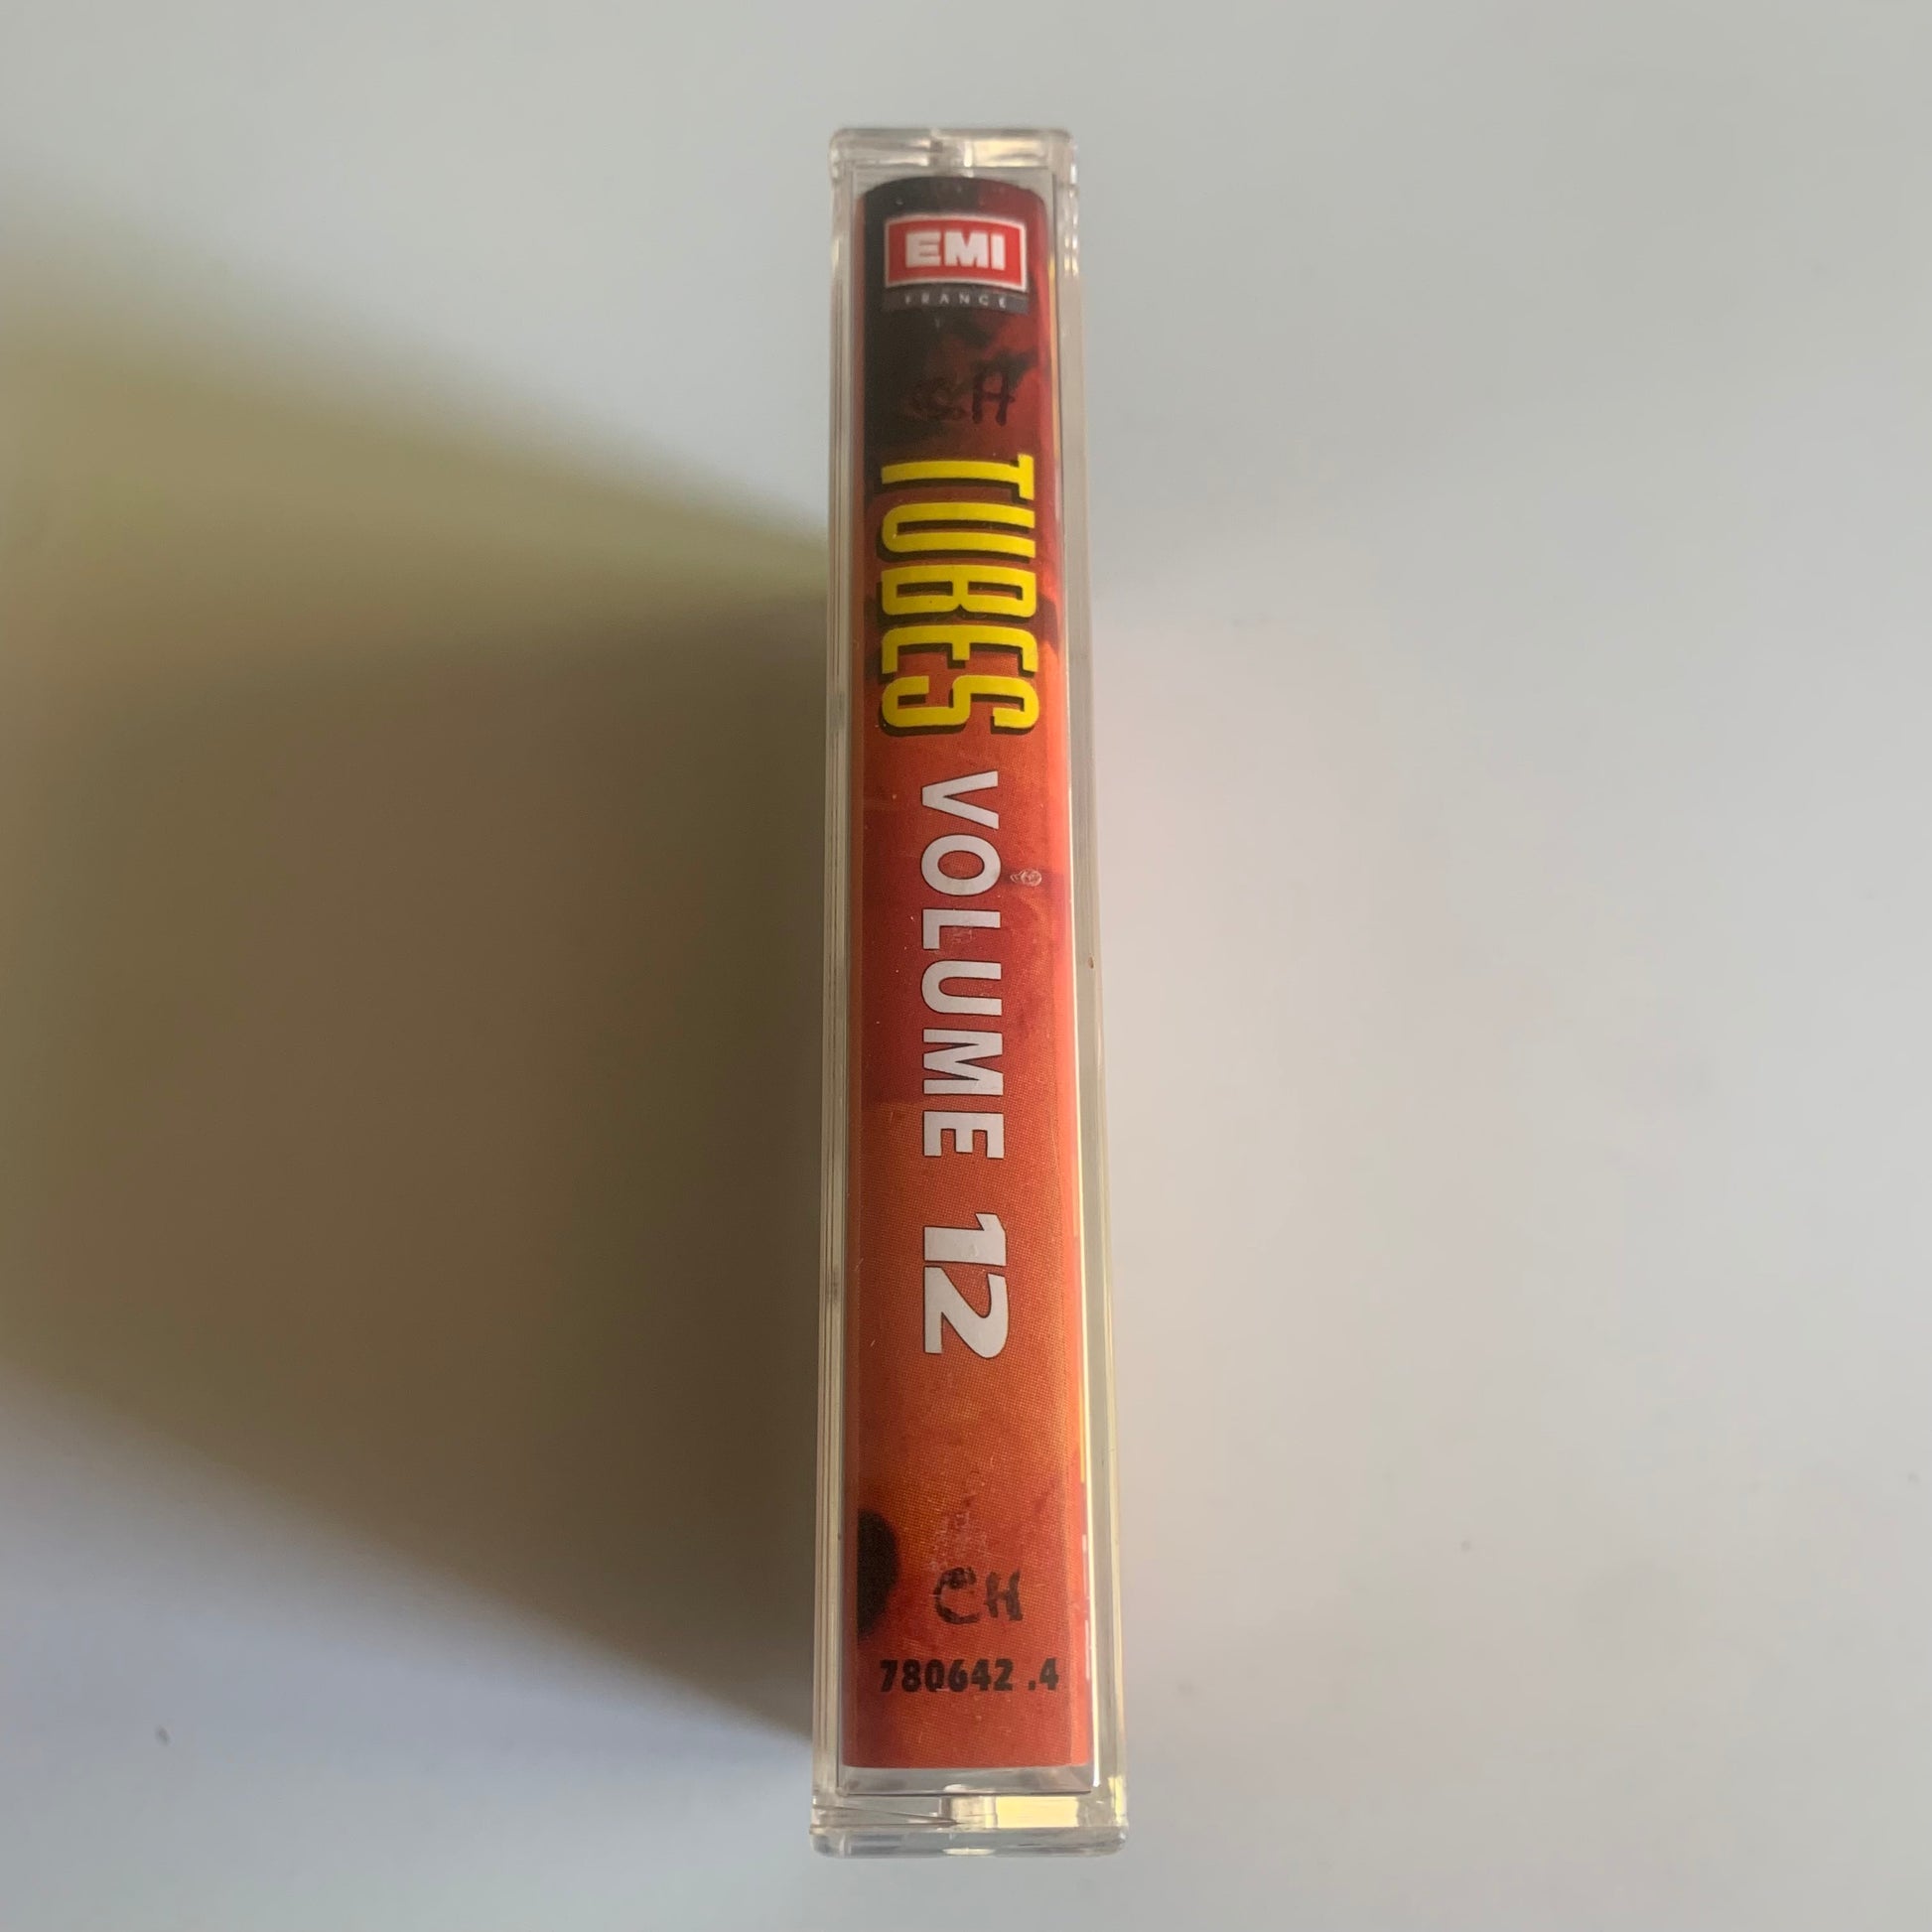 EMI
FRANCE
TUBES VOLUME 12
CH
780642 .4